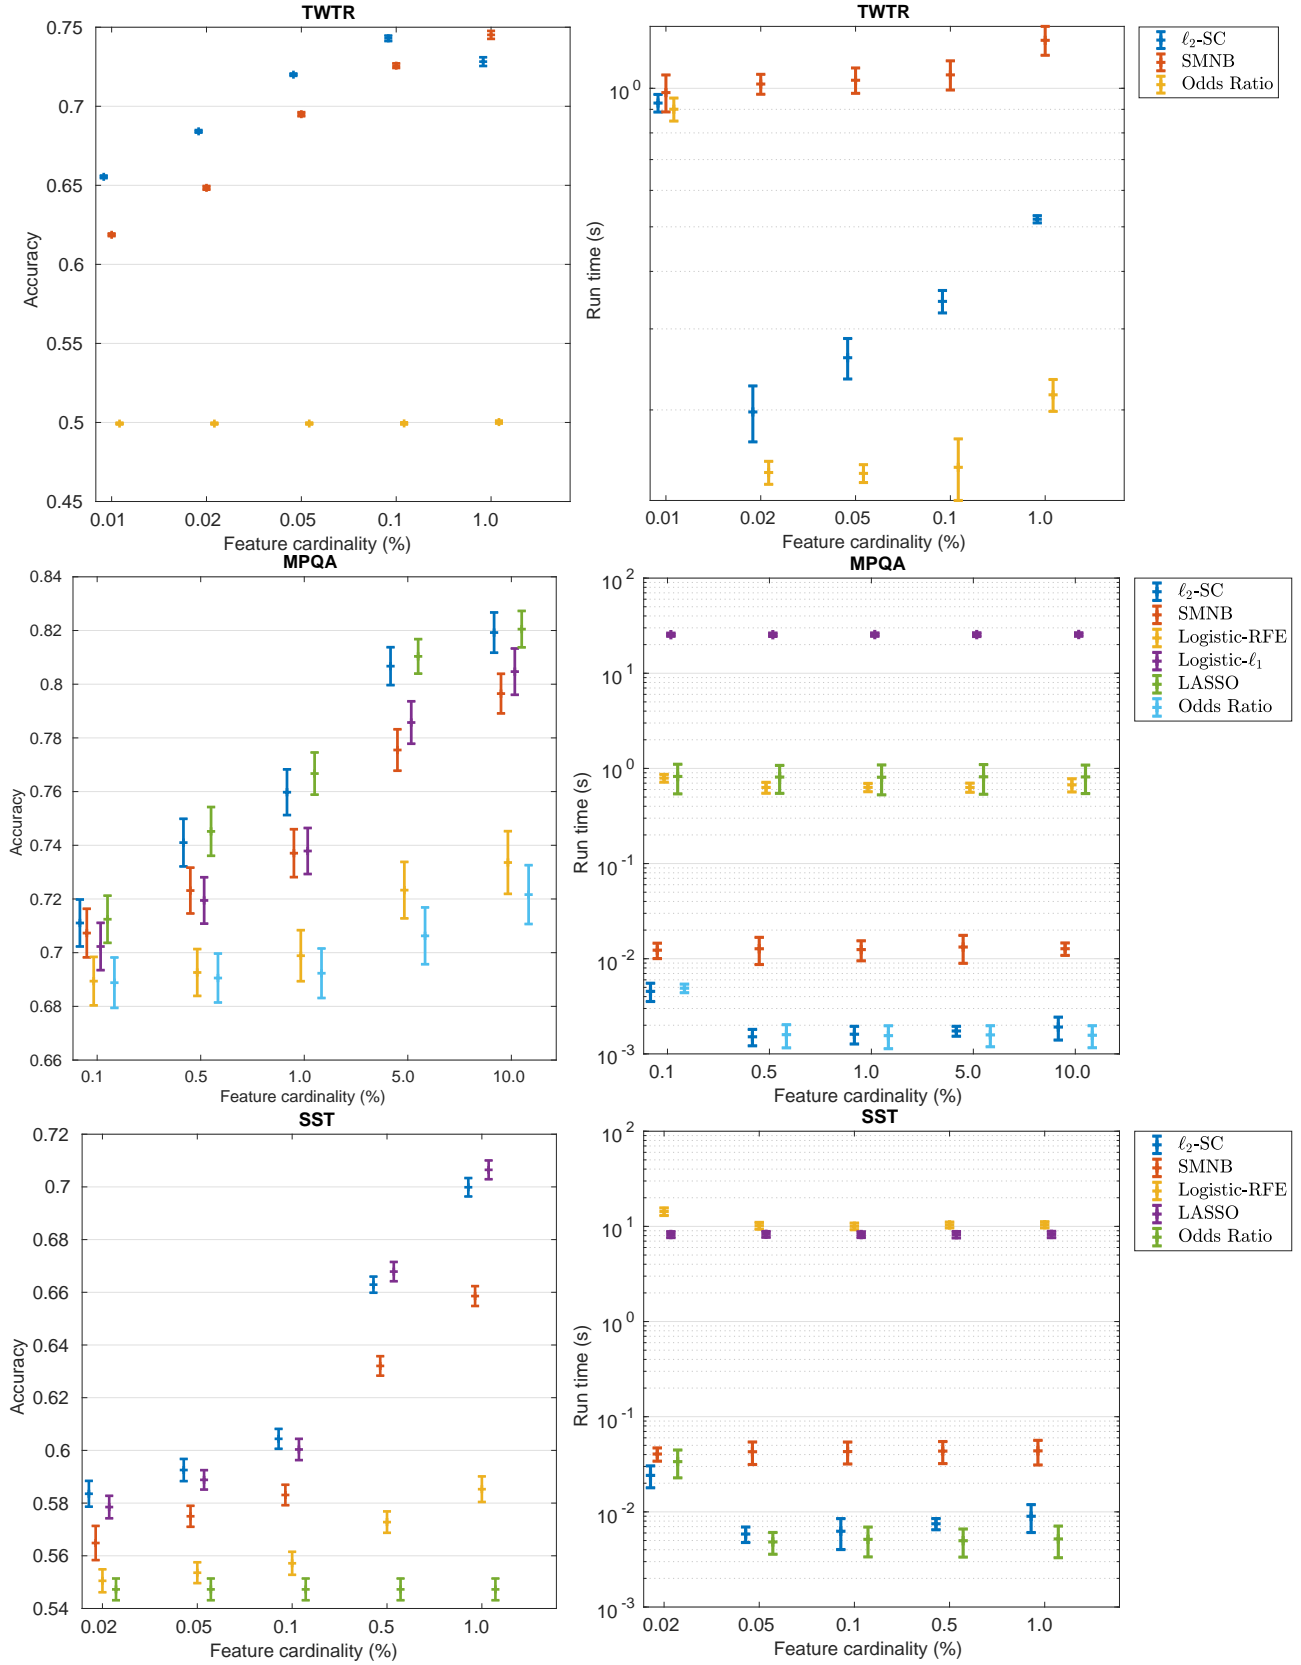 TWTR
0.75
0.7
0.65
0.6
0.55
0.5
0.45
Accuracy
0.01 0.02 0.05 0.1 1.0
Feature cardinality (%)
TWTR
10^0
Run time (s)
0.01 0.02 0.05 0.1 1.0
Feature cardinality (%)
ℓ₂-SC
SMNB
Odds Ratio
MPQA
0.84
0.82
0.8
0.78
0.76
0.74
0.72
0.7
0.68
0.66
Accuracy
0.1 0.5 1.0 5.0 10.0
Feature cardinality (%)
MPQA
10^2
10^1
10^0
10^-1
10^-2
10^-3
Run time (s)
0.1 0.5 1.0 5.0 10.0
Feature cardinality (%)
ℓ₂-SC
SMNB
Logistic-RFE
Logistic-ℓ₁
LASSO
Odds Ratio
SST
0.72
0.7
0.68
0.66
0.64
0.62
0.6
0.58
0.56
0.54
Accuracy
0.02 0.05 0.1 0.5 1.0
Feature cardinality (%)
SST
10^2
10^1
10^0
10^-1
10^-2
10^-3
Run time (s)
0.02 0.05 0.1 0.5 1.0
Feature cardinality (%)
ℓ₂-SC
SMNB
Logistic-RFE
LASSO
Odds Ratio